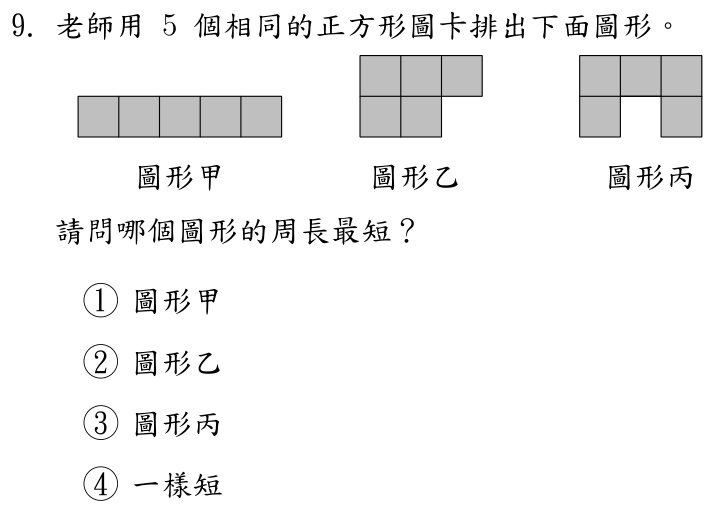 9. 老師用 5 個相同的正方形圖卡排出下面圖形。
圖形甲 圖形乙 圖形丙
請問哪個圖形的周長最短？
① 圖形甲
② 圖形乙
③ 圖形丙
④ 一樣短